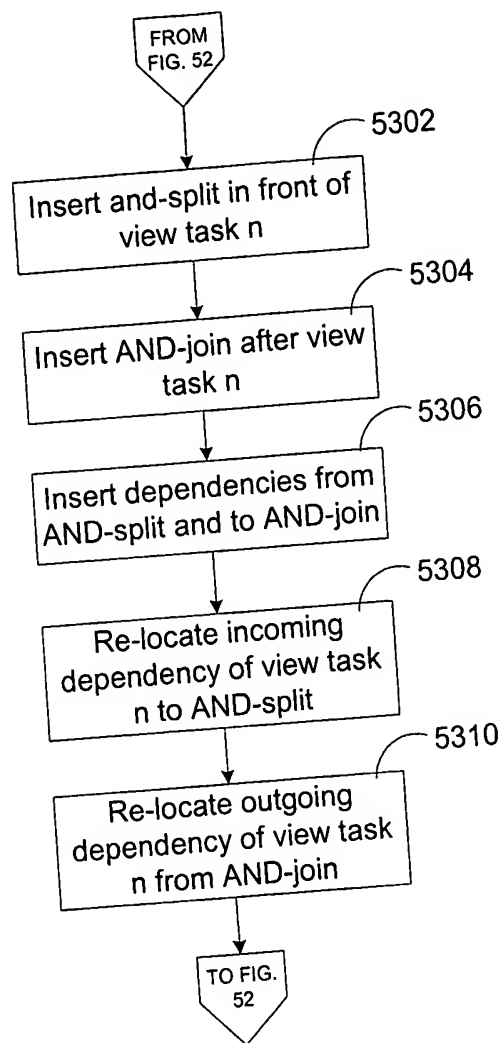 FROM
FIG. 52
5302
Insert and-split in front of
view task n
5304
Insert AND-join after view
task n
5306
Insert dependencies from
AND-split and to AND-join
5308
Re-locate incoming
dependency of view task
n to AND-split
5310
Re-locate outgoing
dependency of view task
n from AND-join
TO FIG.
52